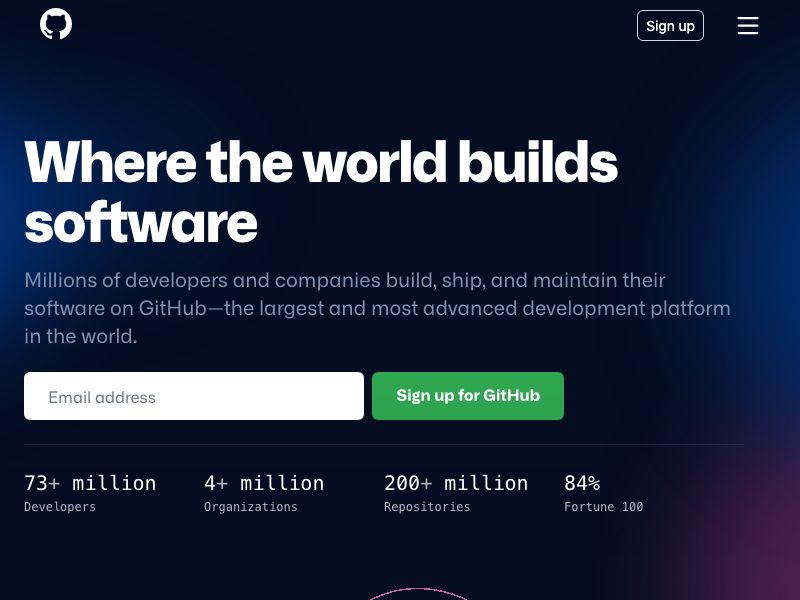 Sign up
Where the world builds
software
Millions of developers and companies build, ship, and maintain their
software on GitHub—the largest and most advanced development platform
in the world.
Email address
Sign up for GitHub
73+ million
Developers
4+ million
Organizations
200+ million
Repositories
84%
Fortune 100